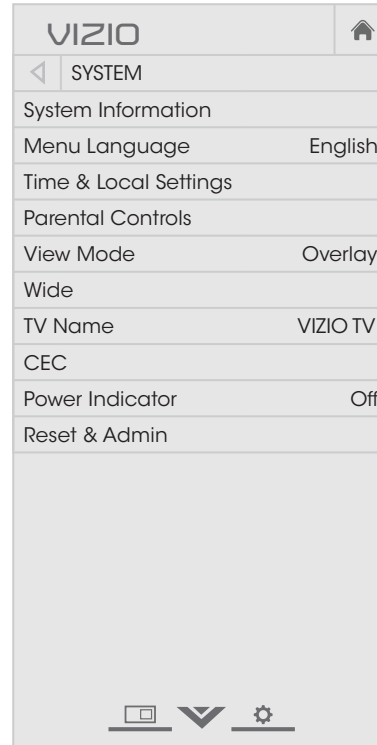 VIZIO
SYSTEM
System Information
Menu Language English
Time & Local Settings
Parental Controls
View Mode Overlay
Wide
TV Name VIZIO TV
CEC
Power Indicator Off
Reset & Admin